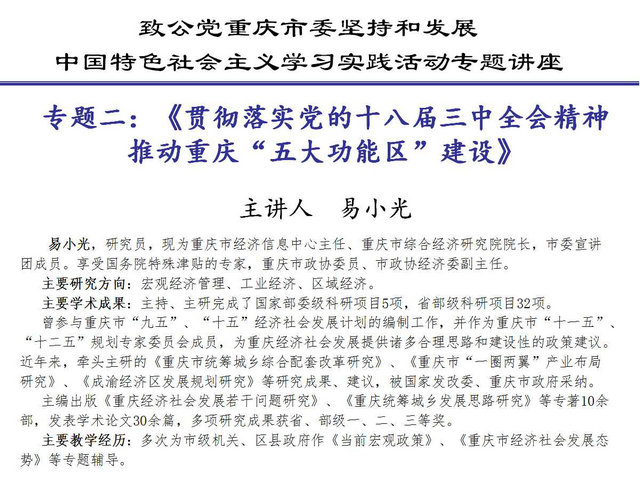 致公党重庆市委坚持和发展
中国特色社会主义学习实践活动专题讲座
专题二：《贯彻落实党的十八届三中全会精神
推动重庆“五大功能区”建设》
主讲人 易小光
易小光，研究员，现为重庆市经济信息中心主任、重庆市综合经济研究院院长，市委宣讲
团成员。享受国务院特殊津贴的专家，重庆市政协委员、市政协经济委副主任。
主要研究方向：宏观经济管理、工业经济、区域经济。
主要学术成果：主持、主研完成了国家部委级科研项目5项，省部级科研项目32项。
曾参与重庆市“九五”、“十五”经济社会发展计划的编制工作，并作为重庆市“十一五”、
“十二五”规划专家委员会成员，为重庆经济社会发展提供诸多合理思路和建设性的政策建议。
近年来，牵头主研的《重庆市统筹城乡综合配套改革研究》、《重庆市“一圈两翼”产业布局
研究》、《成渝经济区发展规划研究》等研究成果、建议，被国家发改委、重庆市政府采纳。
主编出版《重庆经济社会发展若干问题研究》、《重庆统筹城乡发展思路研究》等专著10余
部，发表学术论文30余篇，多项研究成果获省、部级一、二、三等奖。
主要教学经历：多次为市级机关、区县政府作《当前宏观政策》、《重庆市经济社会发展态
势》等专题辅导。